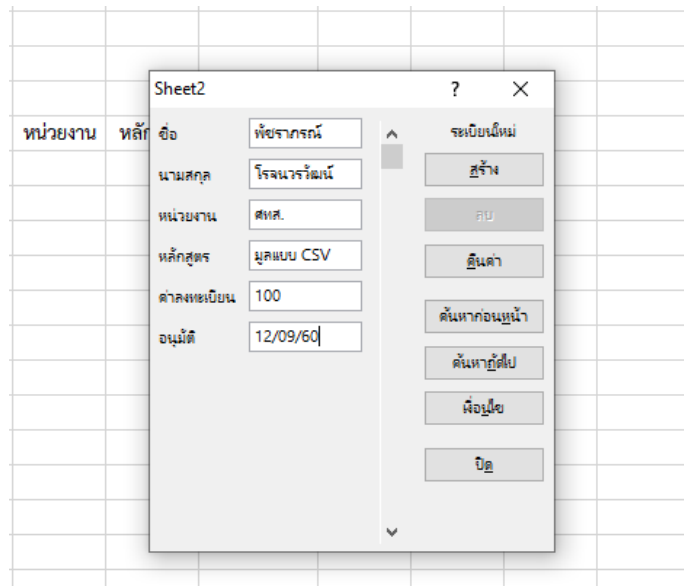 Sheet2 ?
หน่วยงาน
ชื่อ พัชราภรณ์ ระเบียนใหม่
นามสกุล โรจนวรวัฒน์ สร้าง
หน่วยงาน ศทส. ลบ
หลักสูตร มูลแบบ CSV คืนค่า
ค่าลงทะเบียน 100 ค้นหาก่อนหน้า
อนุมัติ 12/09/60 ค้นหาถัดไป
เงื่อนไข
ปิด